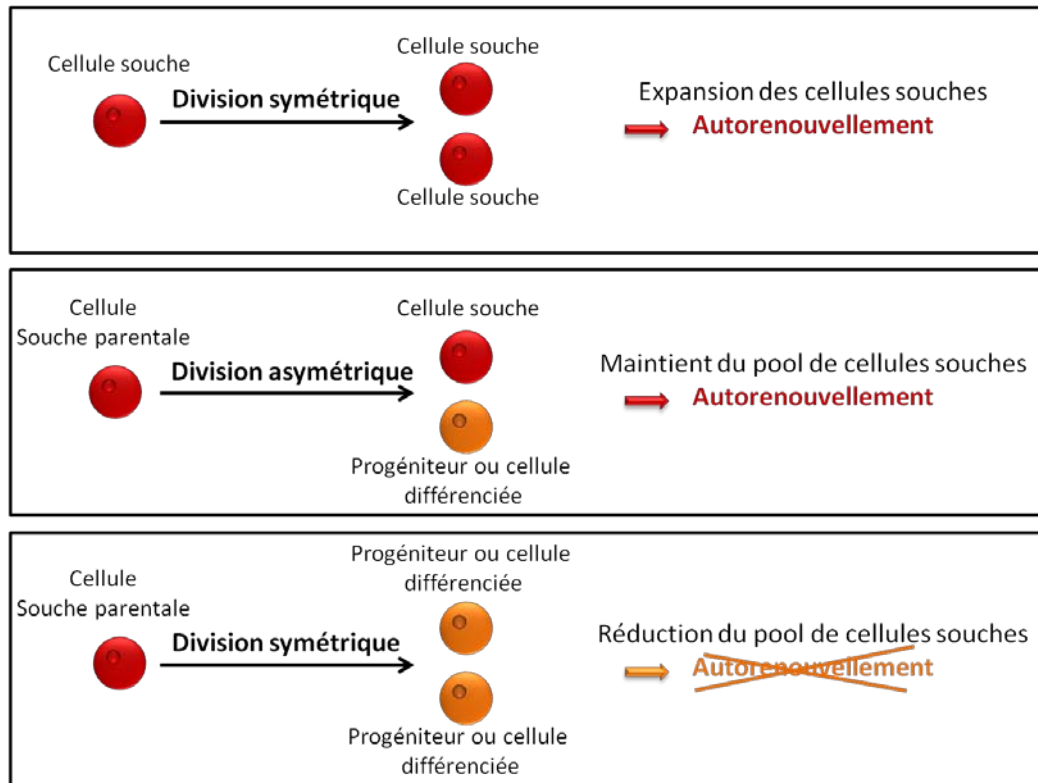 Cellule souche
Cellule souche
Division symétrique
Cellule souche
Expansion des cellules souches
Autorenouvellement
Cellule
Souche parentale
Division asymétrique
Cellule souche
Progéniteur ou cellule
différenciée
Maintient du pool de cellules souches
Autorenouvellement
Cellule
Souche parentale
Division symétrique
Progéniteur ou cellule
différenciée
Progéniteur ou cellule
différenciée
Réduction du pool de cellules souches
Autorenouvellement